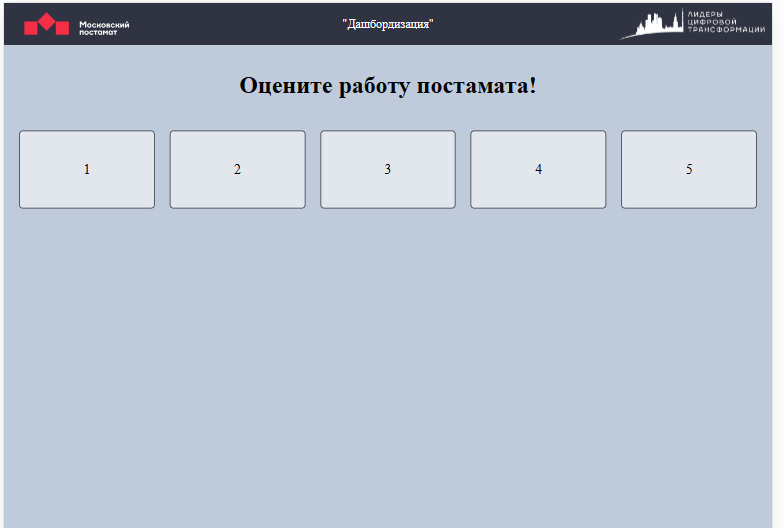 Московский
постамат
"Дашбордизация"
ЛИДЕРЫ
ЦИФРОВОЙ
ТРАНСФОРМАЦИИ
Оцените работу постамата!
1
2
3
4
5